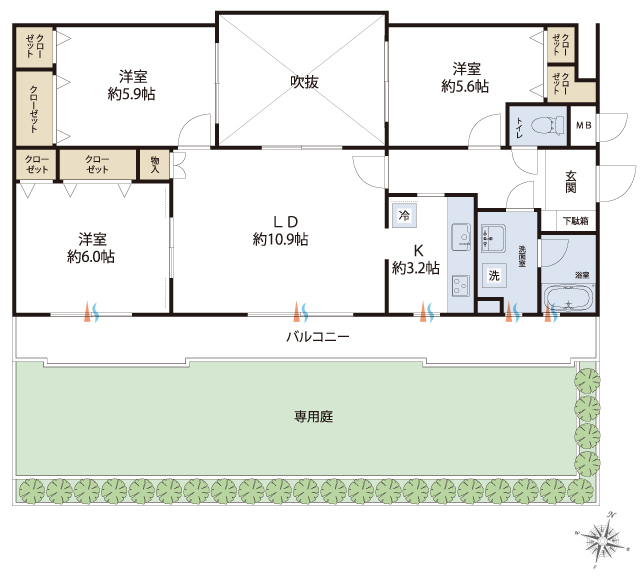 クロー
ゼット
クローゼット
洋室
約5.9帖
吹抜
洋室
約5.6帖
クロー
ゼット
クロー
ゼット
トイレ
MB
クロー
ゼット
クロー
ゼット
物
入
玄
関
下駄箱
洋室
約6.0帖
LD
約10.9帖
冷
K
約3.2帖
洗面室
洗
浴室
バルコニー
専用庭
N
W
E
S